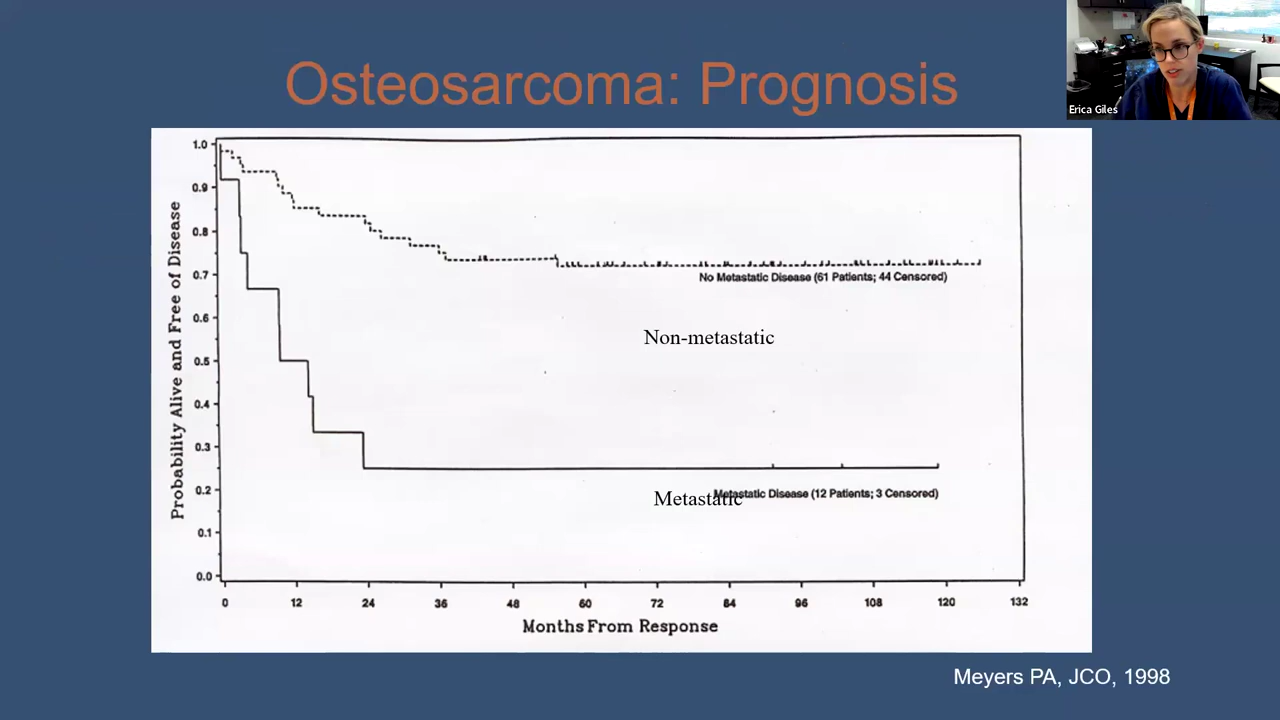 Osteosarcoma: Prognosis
Erica Giles
Probability Alive and Free of Disease
1.0
0.9
0.8
0.7
0.6
0.5
0.4
0.3
0.2
0.1
0.0
No Metastatic Disease (61 Patients; 44 Censored)
Non-metastatic
Metastatic
Metastatic Disease (12 Patients; 3 Censored)
0 12 24 36 48 60 72 84 96 108 120 132
Months From Response
Meyers PA, JCO, 1998